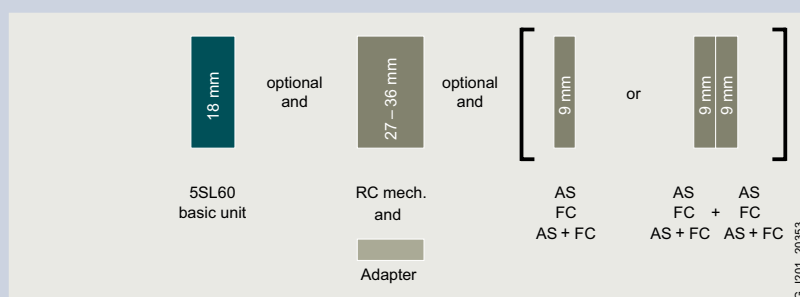 18 mm
optional
and
27 – 36 mm
optional
and
9 mm
or
9 mm
9 mm
5SL60
basic unit
RC mech.
and
Adapter
AS
FC
AS + FC
AS AS
FC + FC
AS + FC AS + FC